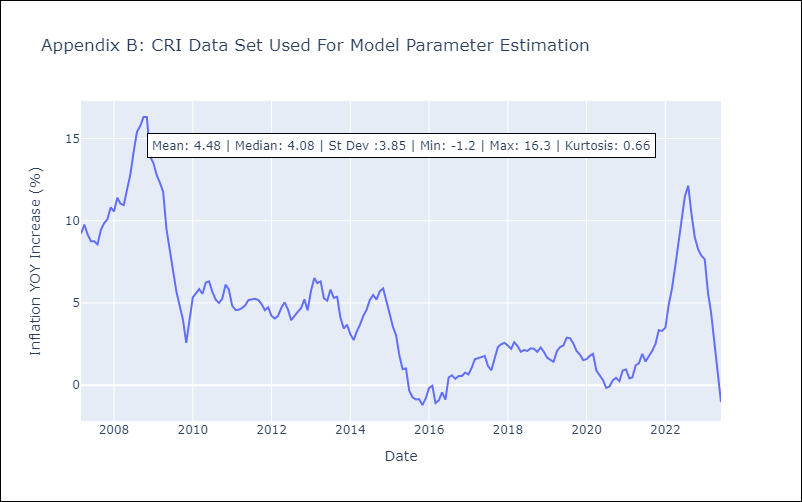 Appendix B: CRI Data Set Used For Model Parameter Estimation
Mean: 4.48 | Median: 4.08 | St Dev :3.85 | Min: -1.2 | Max: 16.3 | Kurtosis: 0.66
Inflation YOY Increase (%)
15
10
5
0
2008 2010 2012 2014 2016 2018 2020 2022
Date